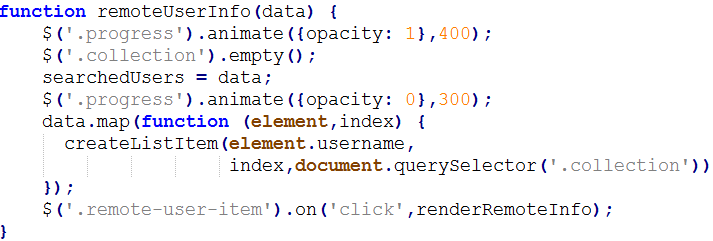 function remoteUserInfo(data) {
    $('.progress').animate({opacity: 1},400);
    $('.collection').empty();
    searchedUsers = data;
    $('.progress').animate({opacity: 0},300);
    data.map(function (element,index) {
      createListItem(element.username,
                     index,document.querySelector('.collection'))
    });
    $('.remote-user-item').on('click',renderRemoteInfo);
}